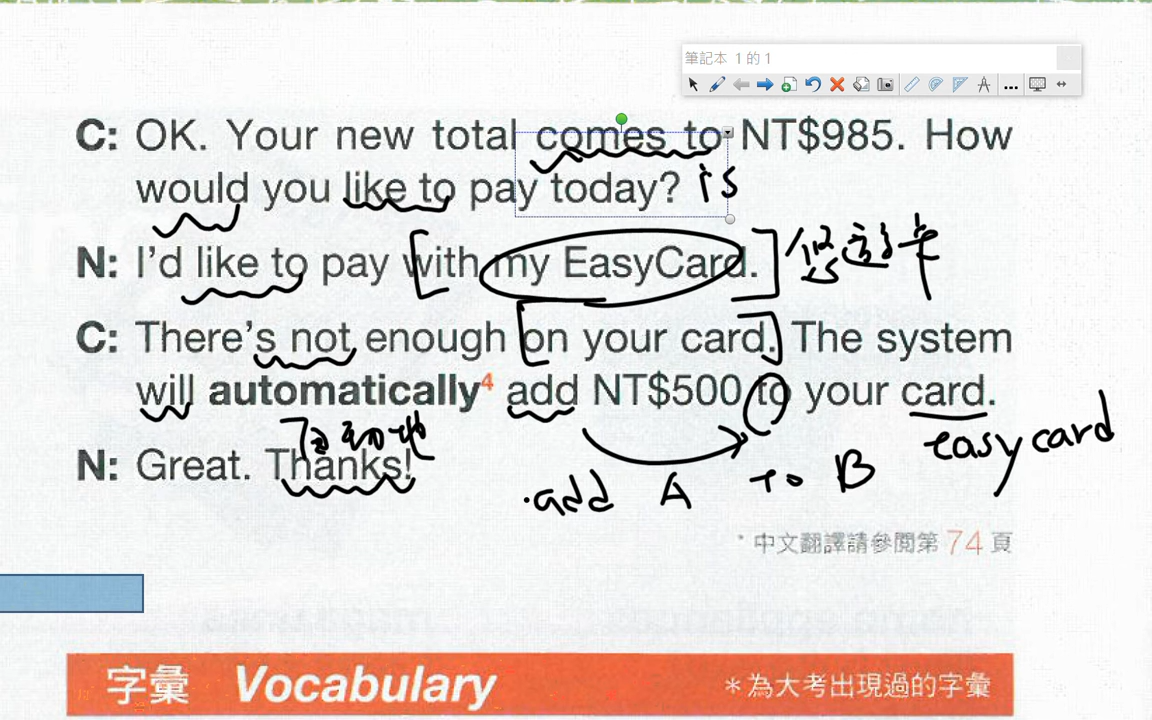 筆記本 1 的 1
C: OK. Your new total comes to NT$985. How
would you like to pay today? is
N: I'd like to pay with my EasyCard. 悠遊卡
C: There's not enough on your card. The system
will automatically4 add NT$500 to your card.
自動地
easycard
N: Great. Thanks!
add A to B
*中文翻譯請參閱第 74 頁
字彙 Vocabulary ＊為大考出現過的字彙